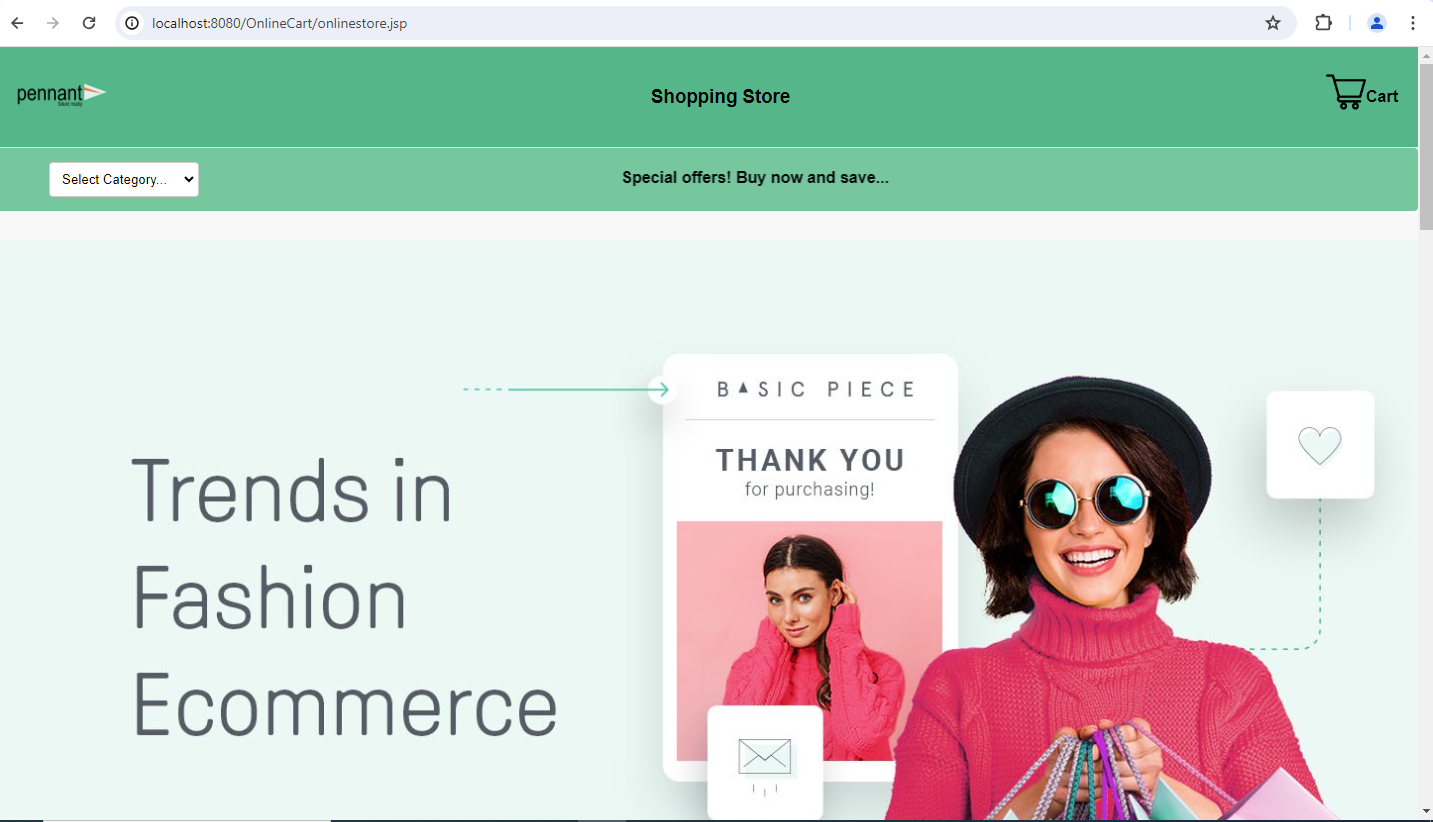 localhost:8080/OnlineCart/onlinestore.jsp
pennant
future ready
Shopping Store
Cart
Select Category...
Special offers! Buy now and save...
BASIC PIECE
THANK YOU
for purchasing!
Trends in
Fashion
Ecommerce